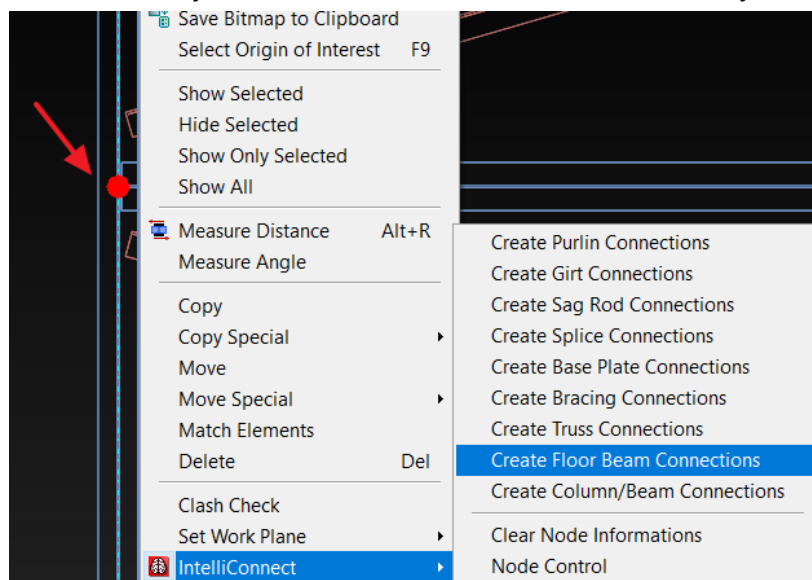 Save Bitmap to Clipboard
Select Origin of Interest F9
Show Selected
Hide Selected
Show Only Selected
Show All
Measure Distance Alt+R
Measure Angle
Copy
Copy Special
Move
Move Special
Match Elements
Delete Del
Clash Check
Set Work Plane
IntelliConnect
Create Purlin Connections
Create Girt Connections
Create Sag Rod Connections
Create Splice Connections
Create Base Plate Connections
Create Bracing Connections
Create Truss Connections
Create Floor Beam Connections
Create Column/Beam Connections
Clear Node Informations
Node Control